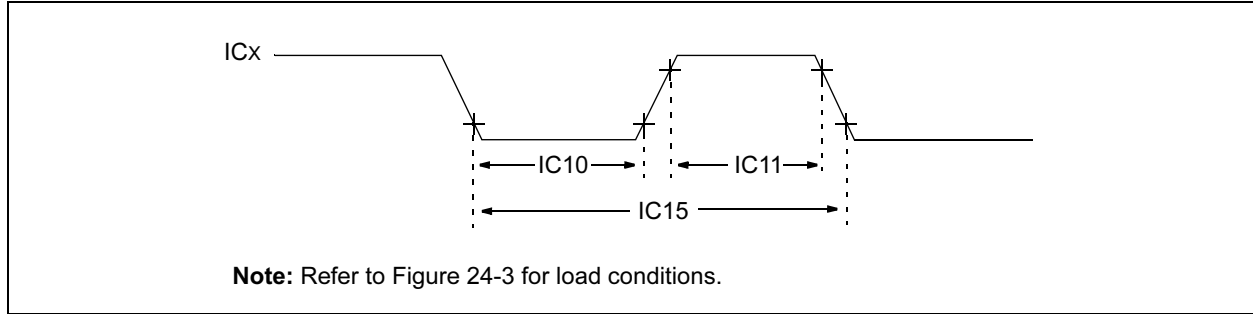 ICx
IC10
IC11
IC15
Note: Refer to Figure 24-3 for load conditions.